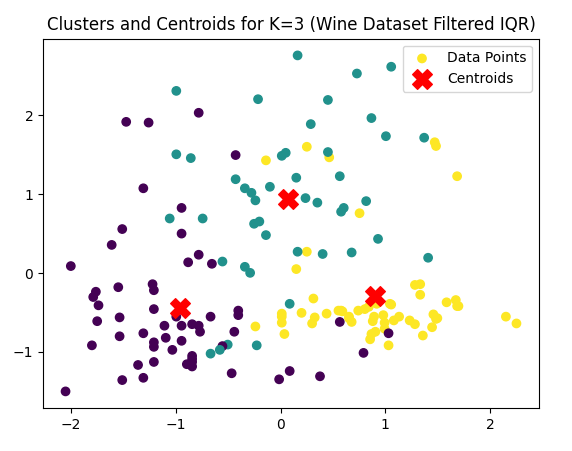 Clusters and Centroids for K=3 (Wine Dataset Filtered IQR)
Data Points
Centroids
2
1
0
−1
−2 −1 0 1 2